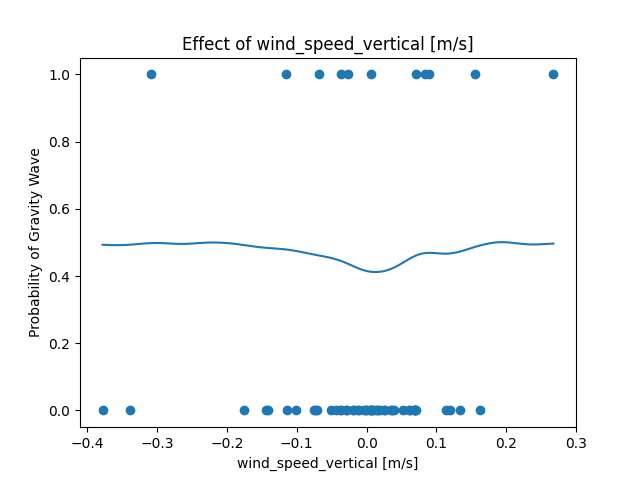 Effect of wind_speed_vertical [m/s]
1.0
0.8
0.6
0.4
0.2
0.0
Probability of Gravity Wave
−0.4 −0.3 −0.2 −0.1 0.0 0.1 0.2 0.3
wind_speed_vertical [m/s]